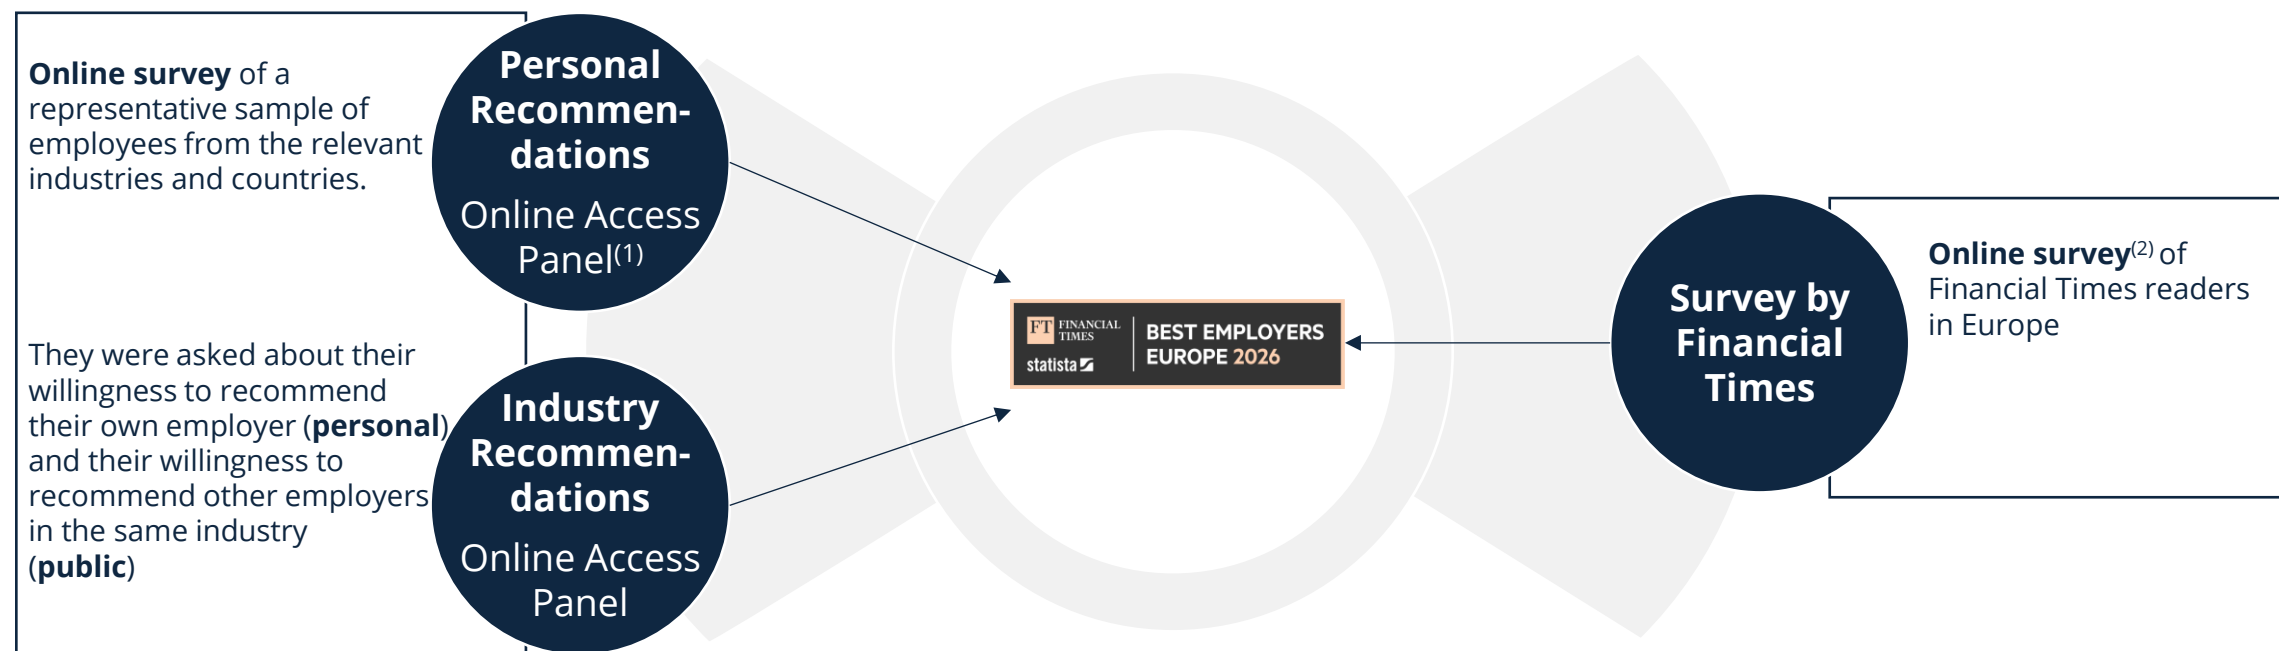 Online survey of a
representative sample of
employees from the relevant
industries and countries.
They were asked about their
willingness to recommend
their own employer (personal)
and their willingness to
recommend other employers
in the same industry
(public)
Personal
Recommen-
dations
Online Access
Panel(1)
Industry
Recommen-
dations
Online Access
Panel
FT FINANCIAL
TIMES
statista
BEST EMPLOYERS
EUROPE 2026
Survey by
Financial
Times
Online survey(2) of
Financial Times readers
in Europe